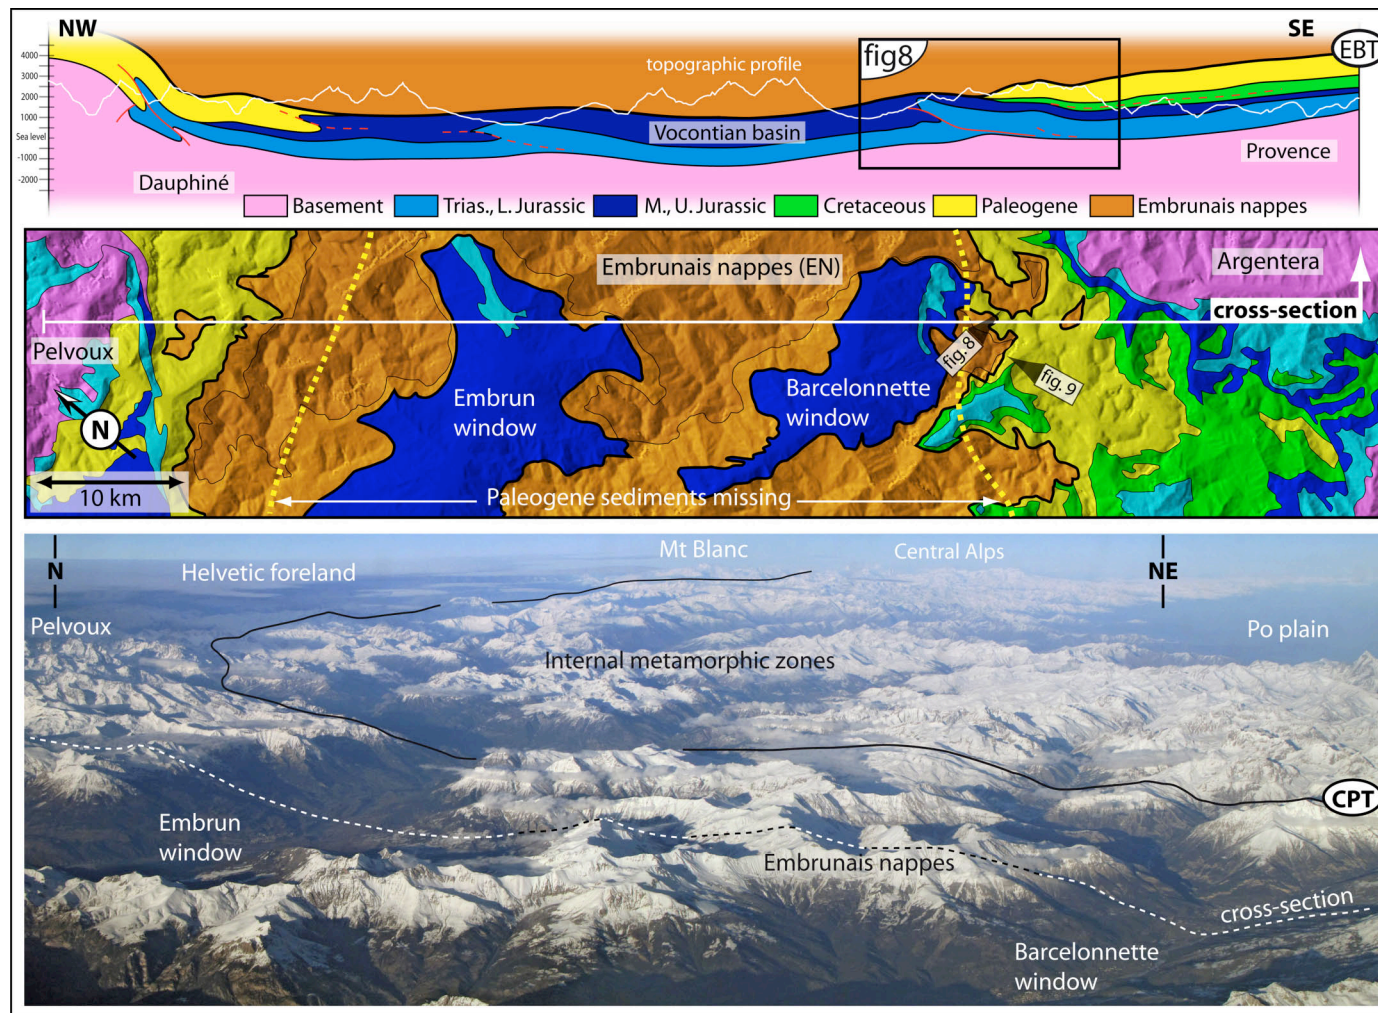 NW
SE
EBT
fig8
4000
3000
2000
1000
Sea level
-1000
-2000
topographic profile
Vocontian basin
Provence
Dauphiné
Basement
Trias., L. Jurassic
M., U. Jurassic
Cretaceous
Paleogene
Embrunais nappes
Embrunais nappes (EN)
Argentera
cross-section
Pelvoux
fig. 8
fig. 9
Barcelonnette
window
Embrun
window
N
10 km
Paleogene sediments missing
N
NE
Mt Blanc
Central Alps
Helvetic foreland
Pelvoux
Po plain
Internal metamorphic zones
CPT
Embrun
window
Embrunais nappes
cross-section
Barcelonnette
window